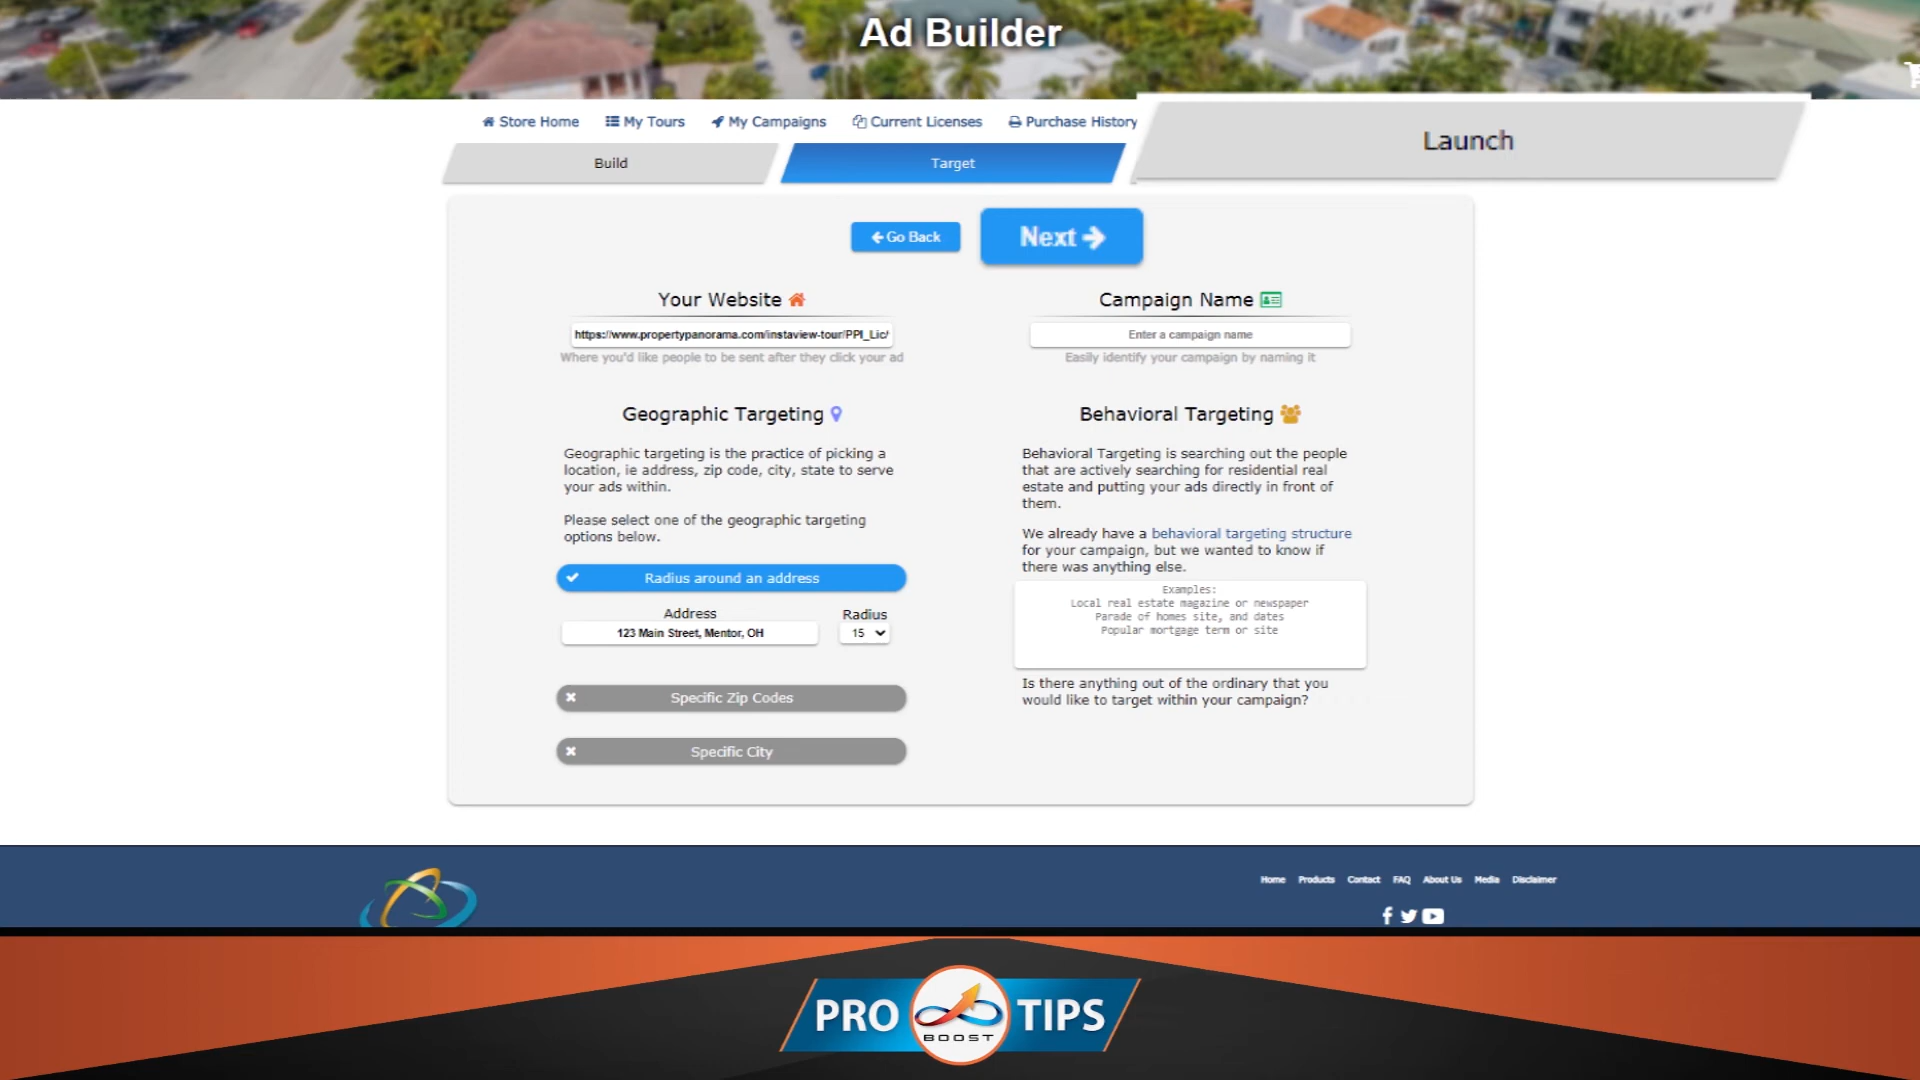 Ad Builder
Store Home
My Tours
My Campaigns
Current Licenses
Purchase History
Build
Target
Launch
Go Back
Next
Your Website
https://www.propertypanorama.com/instaview-tour/PPI_Lic/
Where you'd like people to be sent after they click your ad
Campaign Name
Enter a campaign name
Easily identify your campaign by naming it
Geographic Targeting
Geographic targeting is the practice of picking a
location, ie address, zip code, city, state to serve
your ads within.
Please select one of the geographic targeting
options below.
Radius around an address
Address
Radius
123 Main Street, Mentor, OH
15
Specific Zip Codes
Specific City
Behavioral Targeting
Behavioral Targeting is searching out the people
that are actively searching for residential real
estate and putting your ads directly in front of
them.
We already have a behavioral targeting structure
for your campaign, but we wanted to know if
there was anything else.
Examples:
Local real estate magazine or newspaper
Parade of homes site, and dates
Popular mortgage term or site
Is there anything out of the ordinary that you
would like to target within your campaign?
Home
Products
Contact
FAQ
About Us
Media
Disclaimer
PRO
BOOST
TIPS